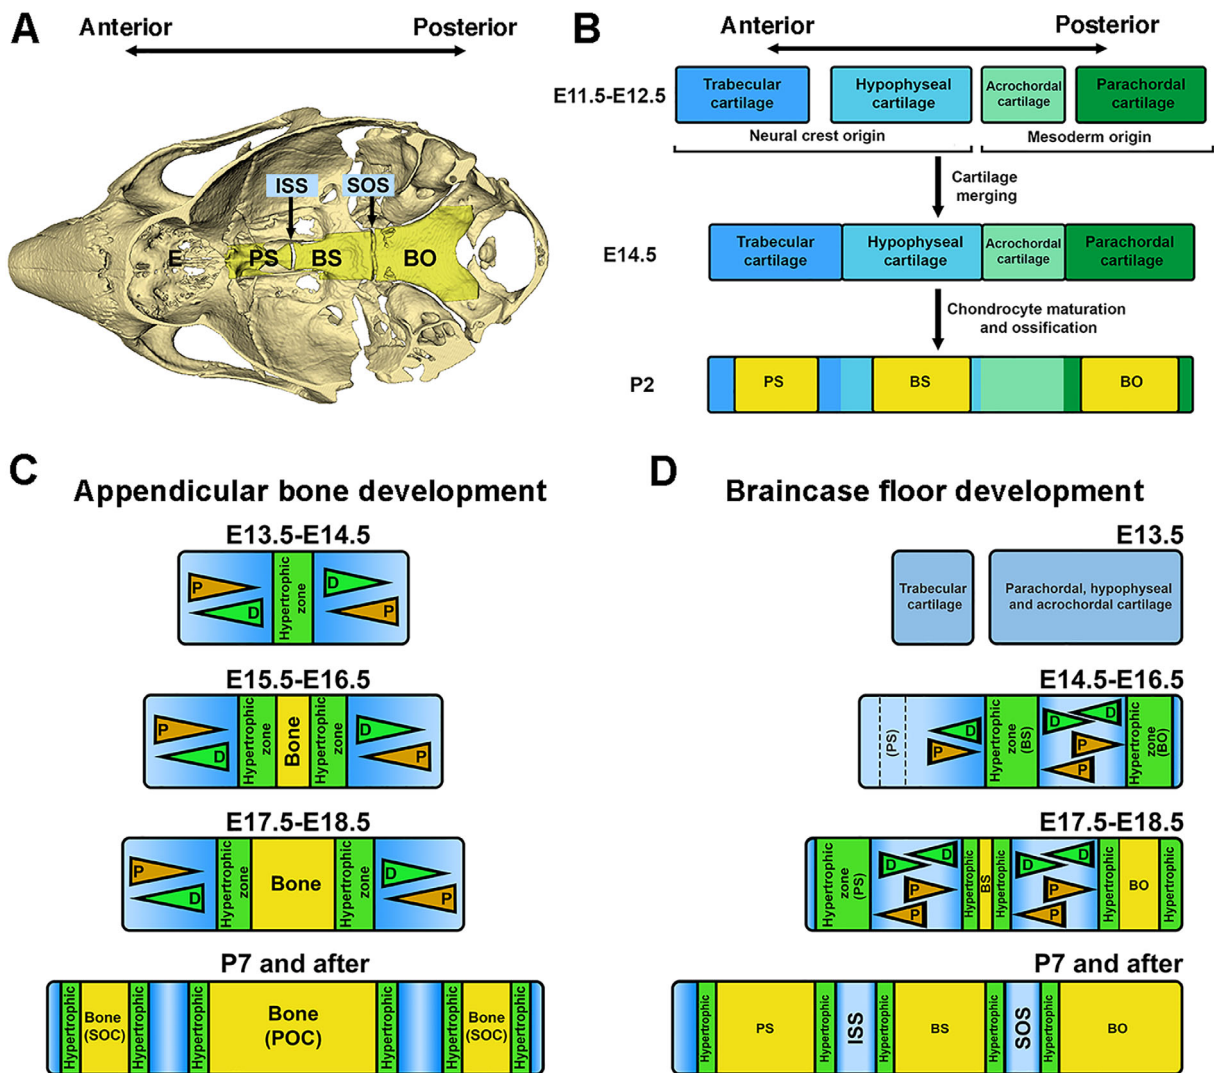 A
Anterior
Posterior
ISS
SOS
E
PS
BS
BO
B
Anterior
Posterior
E11.5-E12.5
Trabecular
cartilage
Hypophyseal
cartilage
Acrochordal
cartilage
Parachordal
cartilage
Neural crest origin
Mesoderm origin
Cartilage
merging
E14.5
Trabecular
cartilage
Hypophyseal
cartilage
Acrochordal
cartilage
Parachordal
cartilage
Chondrocyte maturation
and ossification
P2
PS
BS
BO
C
Appendicular bone development
E13.5-E14.5
P
D
Hypertrophic
zone
D
P
E15.5-E16.5
P
D
Hypertrophic
zone
Bone
Hypertrophic
zone
D
P
E17.5-E18.5
P
D
Hypertrophic
zone
Bone
Hypertrophic
zone
D
P
P7 and after
Hypertrophic
Bone
(SOC)
Hypertrophic
Hypertrophic
Bone
(POC)
Hypertrophic
Hypertrophic
Bone
(SOC)
Hypertrophic
D
Braincase floor development
E13.5
Trabecular
cartilage
Parachordal, hypophyseal
and acrochordal cartilage
E14.5-E16.5
(PS)
D
P
Hypertrophic
zone
(BS)
D
D
P
P
Hypertrophic
zone
(BO)
E17.5-E18.5
Hypertrophic
zone
(PS)
D
D
P
P
Hypertrophic
BS
Hypertrophic
D
D
P
P
Hypertrophic
BO
Hypertrophic
P7 and after
Hypertrophic
PS
Hypertrophic
ISS
Hypertrophic
BS
Hypertrophic
SOS
Hypertrophic
BO